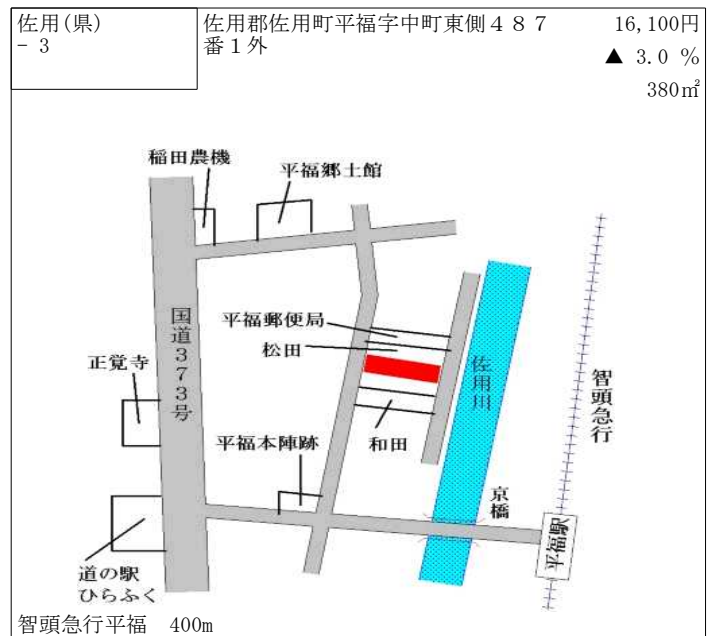 佐用(県)
－ 3
佐用郡佐用町平福字中町東側４８７
番１外
16,100円
▲ 3.0 %
380㎡
稲田農機
平福郷土館
国道３７３号
平福郵便局
松田
正覚寺
佐用川
智頭急行
和田
平福本陣跡
京橋
平福駅
道の駅
ひらふく
智頭急行平福　400m